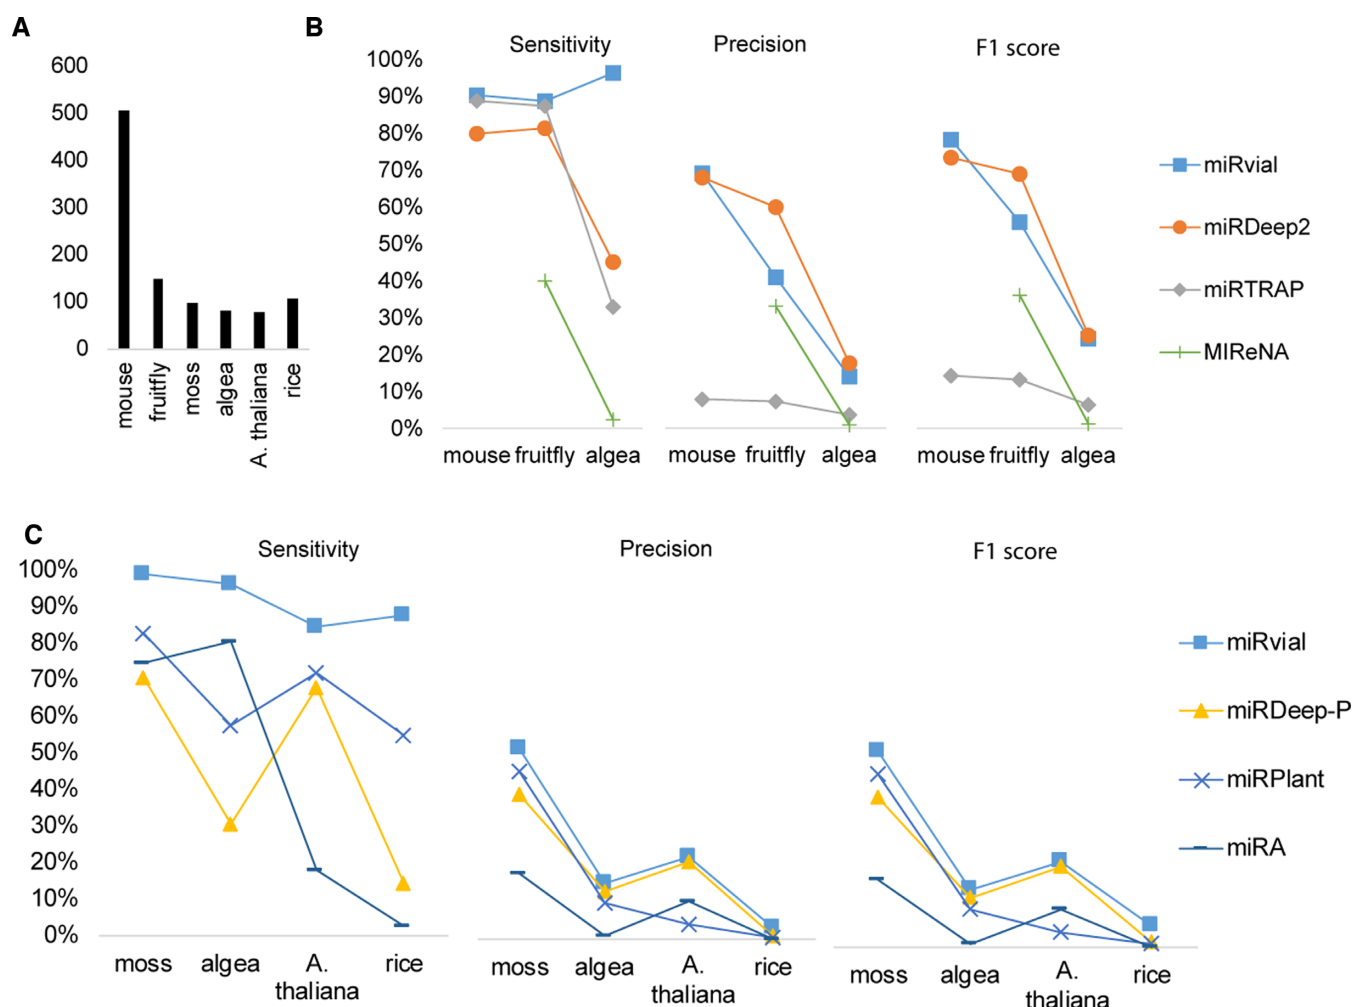 A
600
500
400
300
200
100
0
mouse
fruitfly
moss
algea
A. thaliana
rice
B
Sensitivity
Precision
F1 score
100%
90%
80%
70%
60%
50%
40%
30%
20%
10%
0%
mouse fruitfly algea
mouse fruitfly algea
mouse fruitfly algea
miRvial
miRDeep2
miRTRAP
MIReNA
C
Sensitivity
Precision
F1 score
100%
90%
80%
70%
60%
50%
40%
30%
20%
10%
0%
moss algea A. rice
thaliana
moss algea A. rice
thaliana
moss algea A. rice
thaliana
miRvial
miRDeep-P
miRPlant
miRA